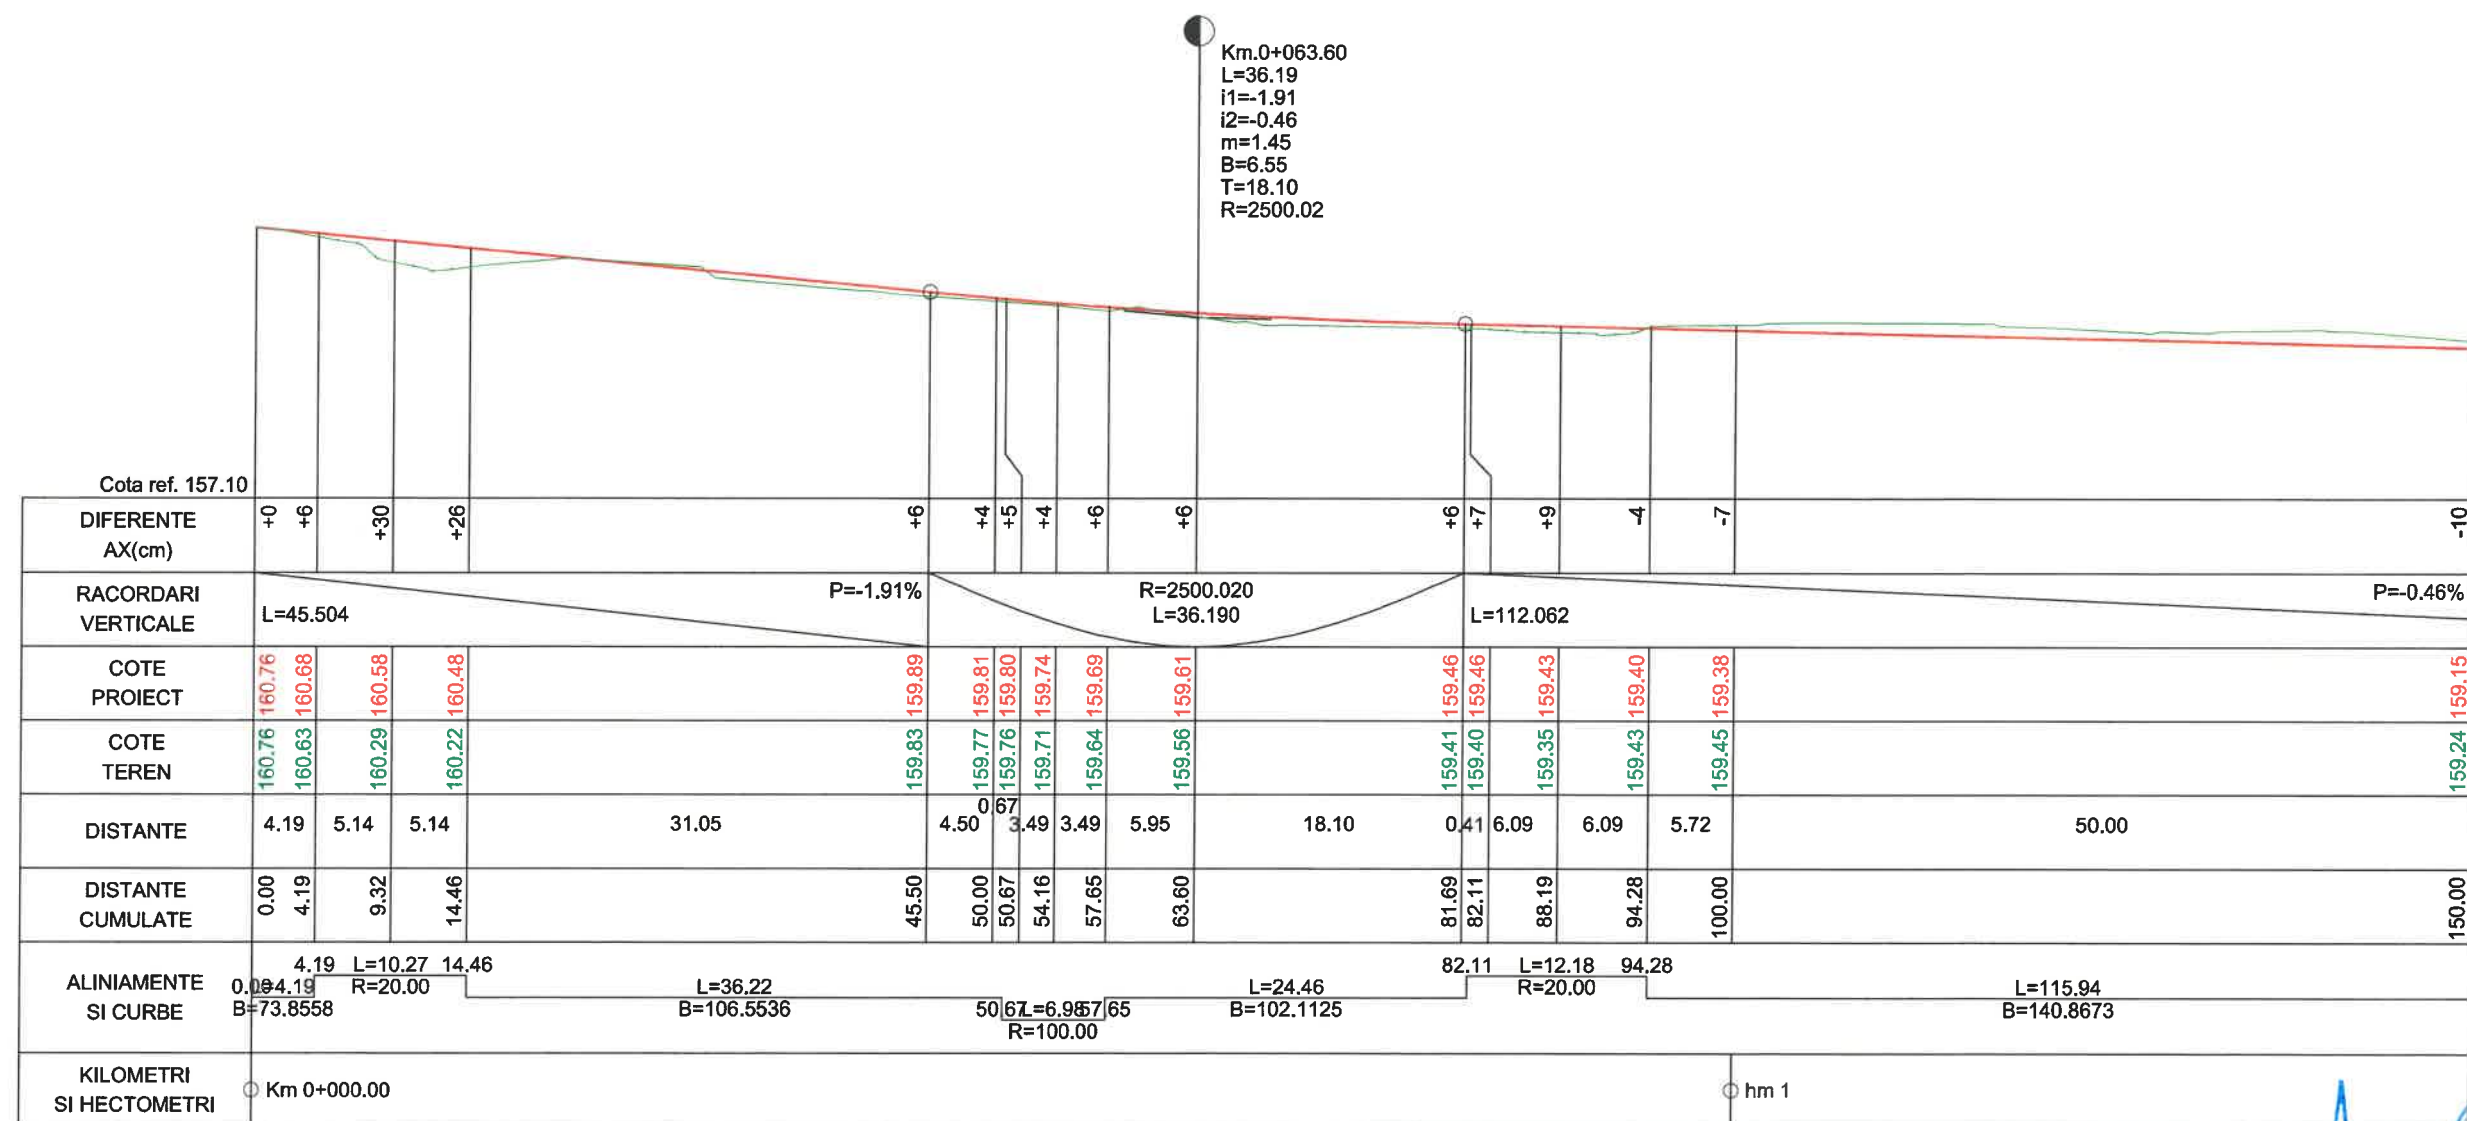 Km.0+063.60
L=36.19
i1=-1.91
i2=-0.46
m=1.45
B=6.55
T=18.10
R=2500.02
Cota ref. 157.10
DIFERENTE
AX(cm)
+0 +6 +30 +26 +6 +4 +5 +4 +6 +6 +6 +7 +9 -4 -7 -10
RACORDARI
VERTICALE
L=45.504
P=-1.91%
R=2500.020
L=36.190
L=112.062
P=-0.46%
COTE
PROIECT
160.76 160.68 160.58 160.48 159.89 159.81 159.80 159.74 159.69 159.61 159.46 159.46 159.43 159.40 159.38 159.15
COTE
TEREN
160.76 160.63 160.29 160.22 159.83 159.77 159.76 159.71 159.64 159.56 159.41 159.40 159.35 159.43 159.45 159.24
DISTANTE
4.19 5.14 5.14 31.05 4.50 0.67 3.49 3.49 5.95 18.10 0.41 6.09 6.09 5.72 50.00
DISTANTE
CUMULATE
0.00 4.19 9.32 14.46 45.50 50.00 50.67 54.16 57.65 63.60 81.69 82.11 88.19 94.28 100.00 150.00
ALINIAMENTE
SI CURBE
4.19 L=10.27 14.46
R=20.00
B=73.8558
L=36.22
B=106.5536
50.67 L=6.98 57.65
R=100.00
L=24.46
B=102.1125
82.11 L=12.18 94.28
R=20.00
L=115.94
B=140.8673
KILOMETRI
SI HECTOMETRI
Km 0+000.00
hm 1